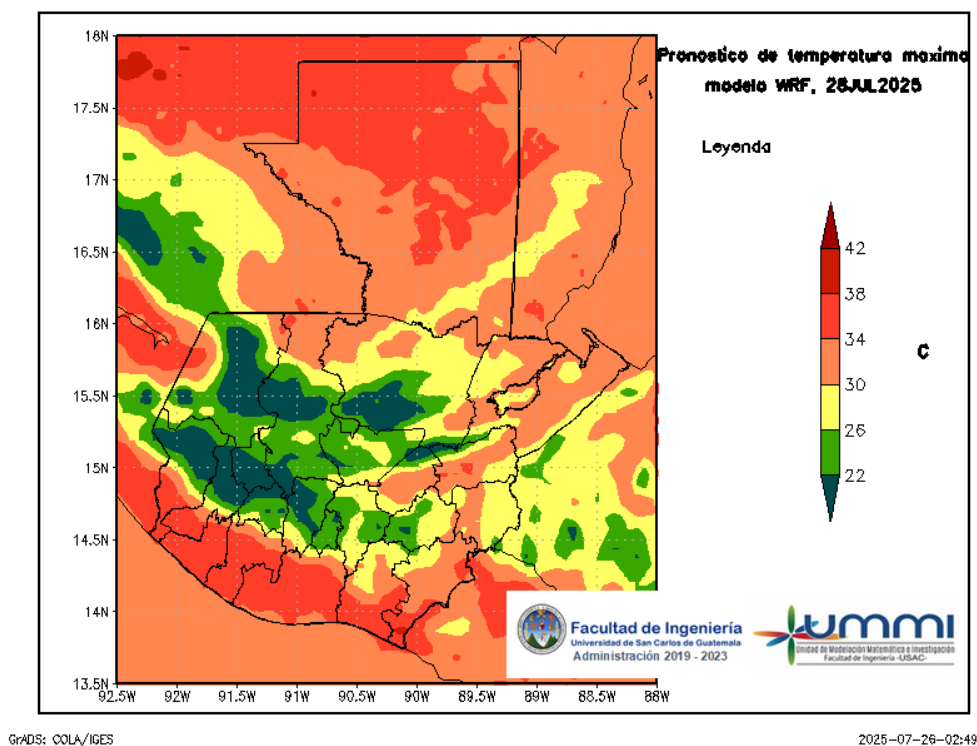 Pronostico de temperatura maxima
modelo WRF, 28JUL2025
Leyenda
42
38
34
30
26
22
C
18N
17.5N
17N
16.5N
16N
15.5N
15N
14.5N
14N
13.5N
92.5W 92W 91.5W 91W 90.5W 90W 89.5W 89W 88.5W 88W
Facultad de Ingeniería
Universidad de San Carlos de Guatemala
Administración 2019 - 2023
ummi
Unidad de Modelación Matemática e Investigación
Facultad de Ingeniería -USAC-
GrADS: COLA/IGES
2025-07-26-02:49